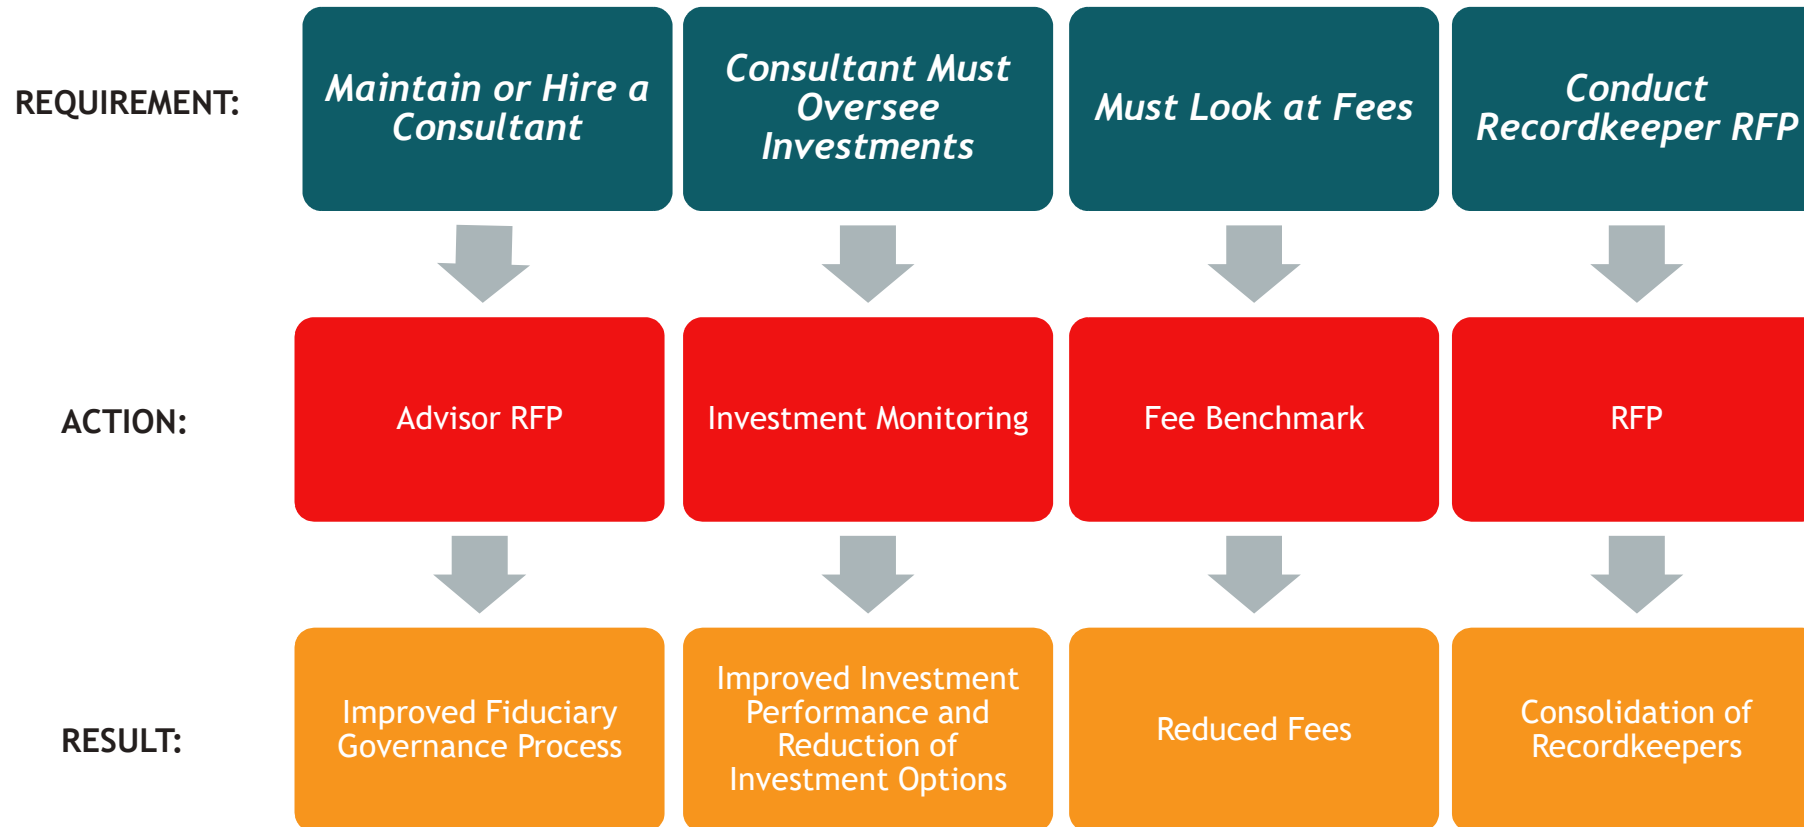 REQUIREMENT:
Maintain or Hire a
Consultant
Consultant Must
Oversee
Investments
Must Look at Fees
Conduct
Recordkeeper RFP
ACTION:
Advisor RFP
Investment Monitoring
Fee Benchmark
RFP
RESULT:
Improved Fiduciary
Governance Process
Improved Investment
Performance and
Reduction of
Investment Options
Reduced Fees
Consolidation of
Recordkeepers